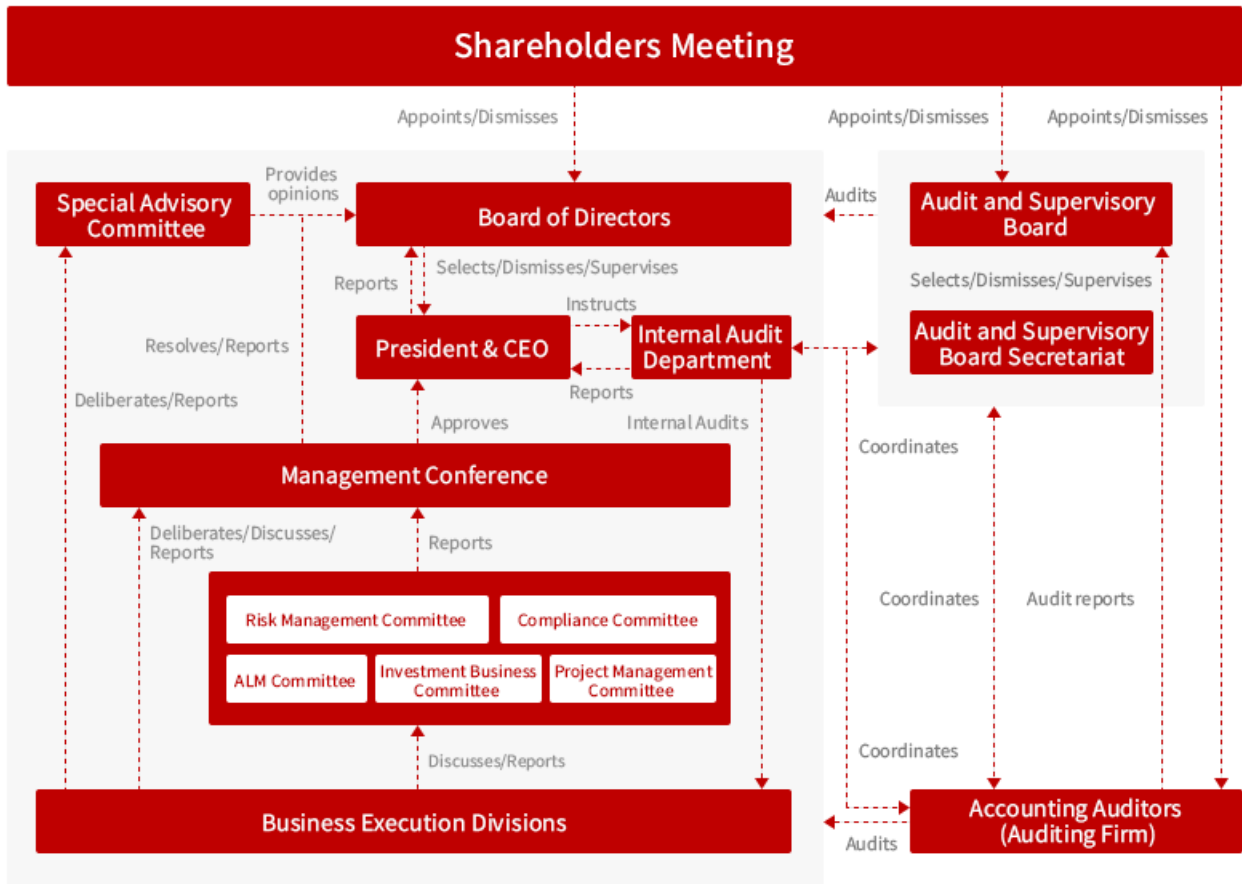 Shareholders Meeting
Appoints/Dismisses
Appoints/Dismisses
Appoints/Dismisses
Provides
opinions
Special Advisory
Committee
Board of Directors
Audits
Audit and Supervisory
Board
Reports
Selects/Dismisses/Supervises
Selects/Dismisses/Supervises
Instructs
President & CEO
Internal Audit
Department
Audit and Supervisory
Board Secretariat
Resolves/Reports
Reports
Deliberates/Reports
Approves
Internal Audits
Coordinates
Management Conference
Deliberates/Discusses/
Reports
Reports
Risk Management Committee
Compliance Committee
Coordinates
Audit reports
ALM Committee
Investment Business
Committee
Project Management
Committee
Discusses/Reports
Coordinates
Business Execution Divisions
Audits
Accounting Auditors
(Auditing Firm)